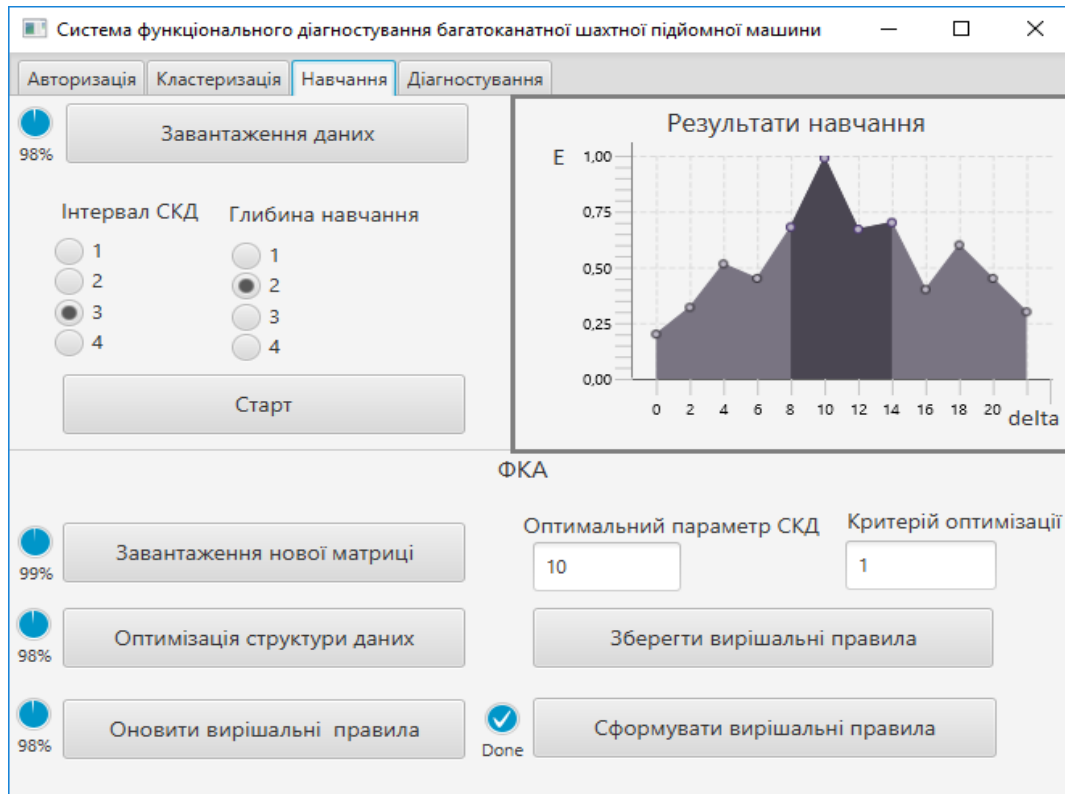 Система функціонального діагностування багатоканатної шахтної підйомної машини
Авторизація Кластеризація Навчання Діагностування
98%
Завантаження даних
Інтервал СКД
1
2
3
4
Глибина навчання
1
2
3
4
Старт
Результати навчання
E
1,00
0,75
0,50
0,25
0,00
0 2 4 6 8 10 12 14 16 18 20
delta
ФКА
99%
Завантаження нової матриці
98%
Оптимізація структури даних
98%
Оновити вирішальні правила
Оптимальний параметр СКД
10
Критерій оптимізації
1
Зберегти вирішальні правила
Done
Сформувати вирішальні правила